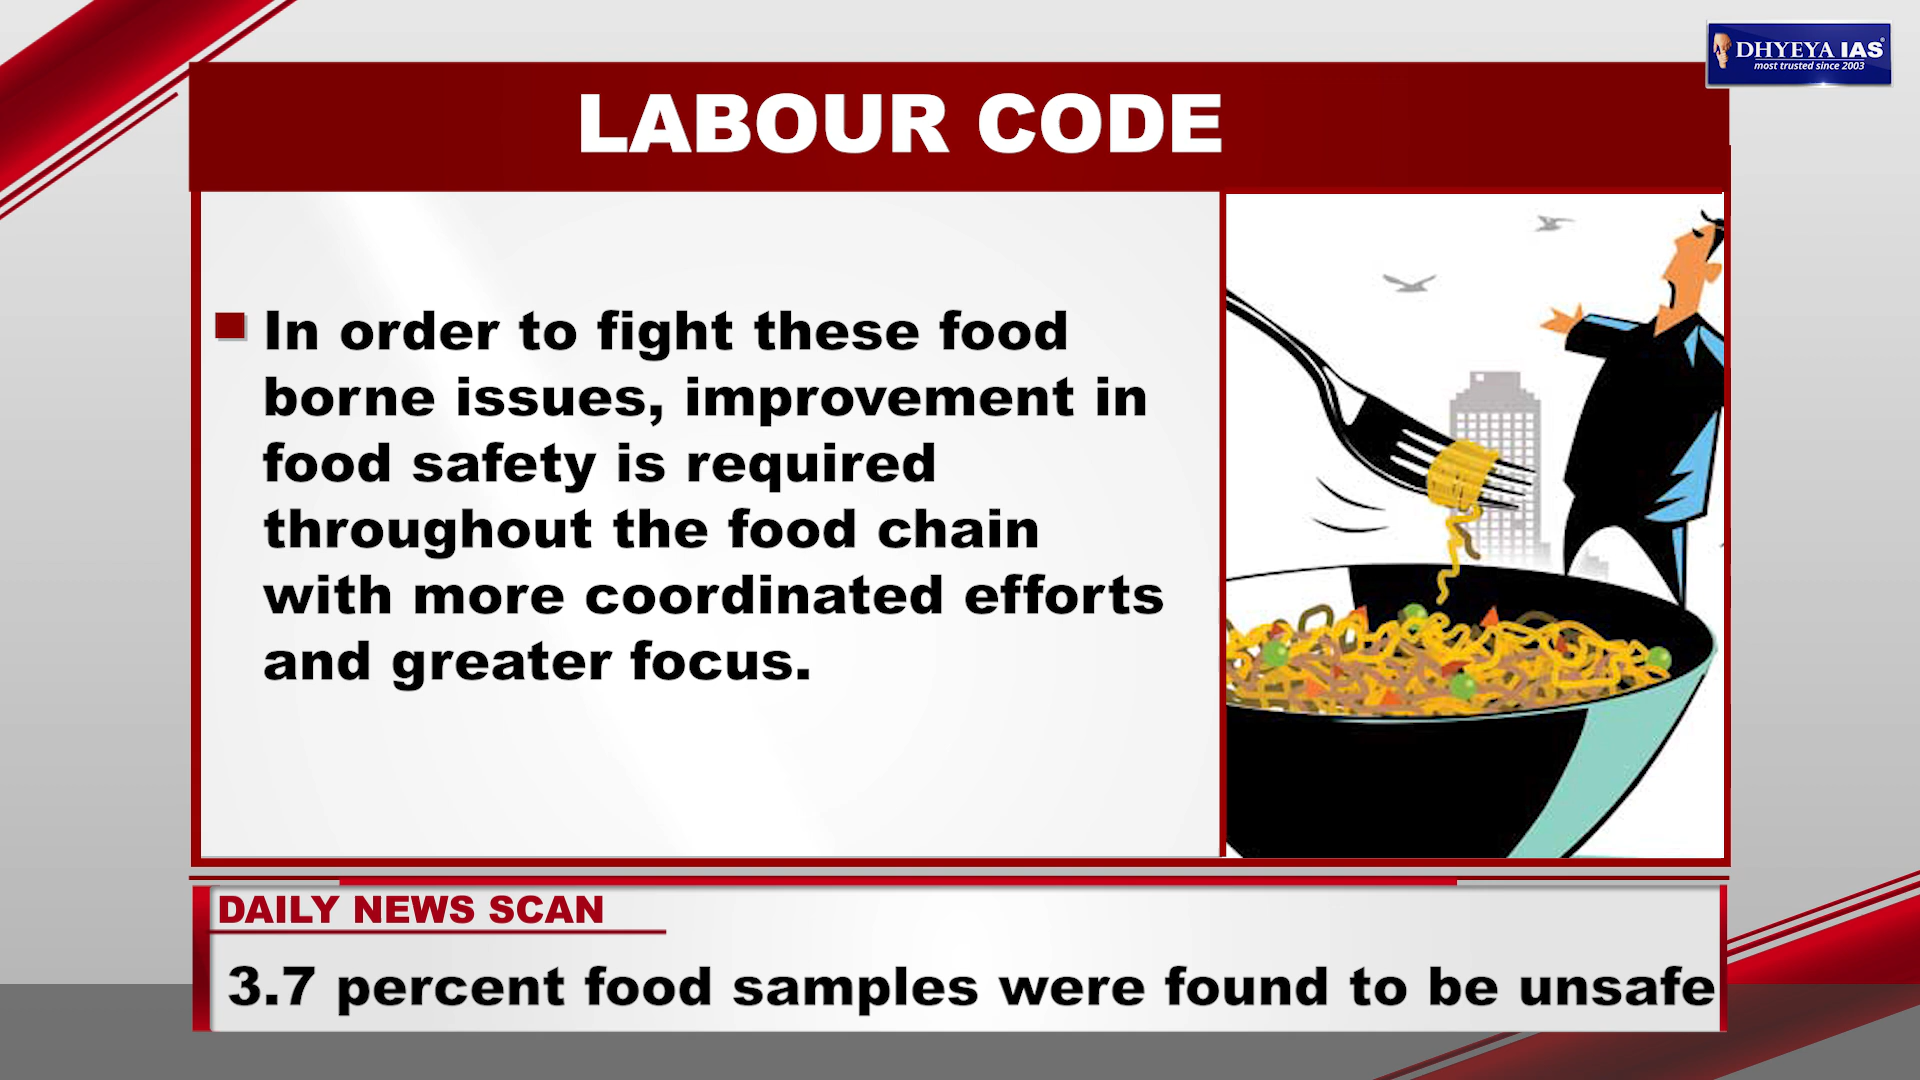 DHYEYA IAS
most trusted since 2003
LABOUR CODE
In order to fight these food
borne issues, improvement in
food safety is required
throughout the food chain
with more coordinated efforts
and greater focus.
DAILY NEWS SCAN
3.7 percent food samples were found to be unsafe